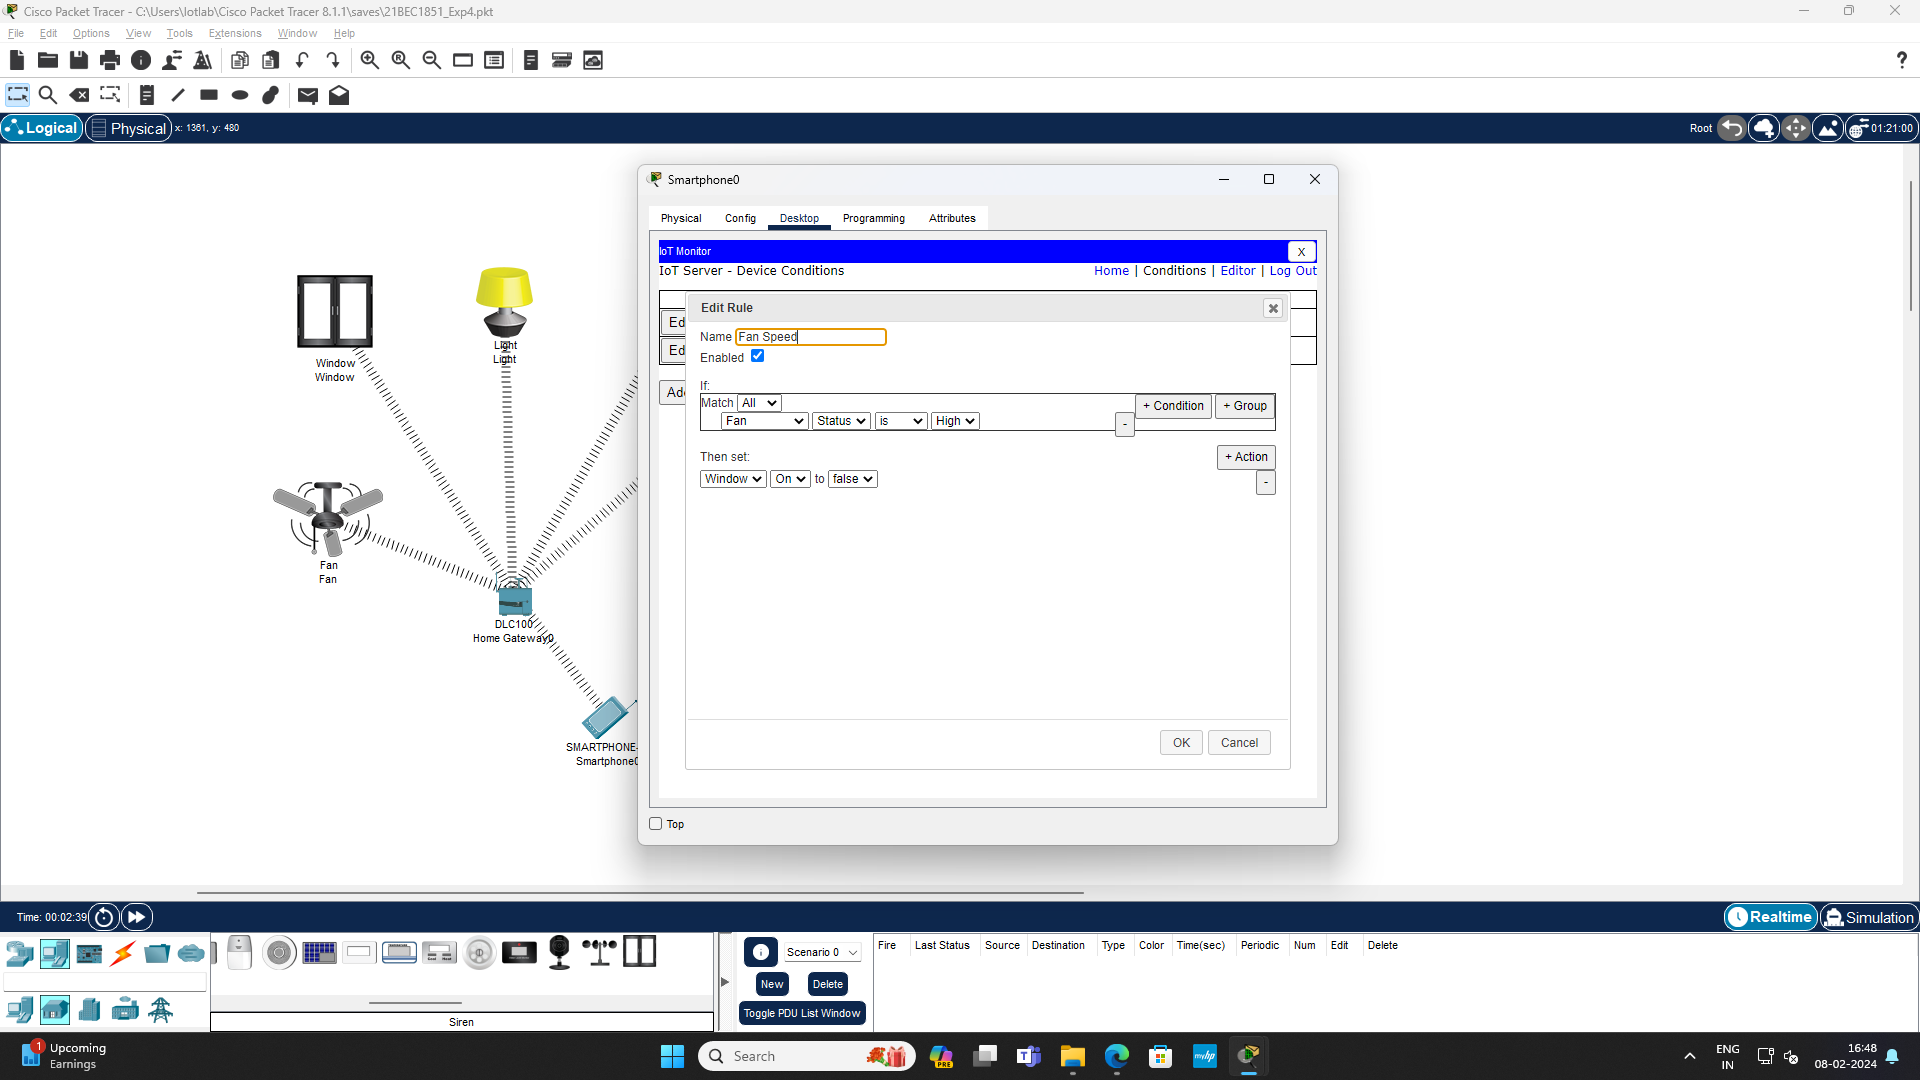 Cisco Packet Tracer - C:\Users\Iotlab\Cisco Packet Tracer 8.1.1\saves\21BEC1851_Exp4.pkt
File Edit Options View Tools Extensions Window Help
?
Logical Physical x: 1361, y: 480 Root 01:21:00
Smartphone0
Physical Config Desktop Programming Attributes
IoT Monitor X
IoT Server - Device Conditions Home | Conditions | Editor | Log Out
Edit Rule
Ed
Name Fan Speed
Ed
Enabled
If:
Match All + Condition + Group
Fan Status is High -
Then set: + Action
Window On to false -
OK Cancel
Top
Window
Window
Light
Light
Fan
Fan
DLC100
Home Gateway0
SMARTPHONE-
Smartphone0
Time: 00:02:39 Realtime Simulation
Siren
Scenario 0
New Delete
Toggle PDU List Window
Fire Last Status Source Destination Type Color Time(sec) Periodic Num Edit Delete
1 Upcoming
Earnings
Search
PRE
myhp
ENG
IN
16:48
08-02-2024